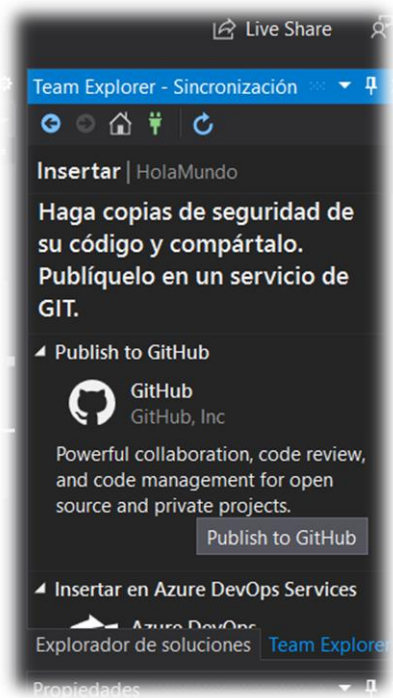 Live Share
Team Explorer - Sincronización
Insertar | HolaMundo
Haga copias de seguridad de
su código y compártalo.
Publíquelo en un servicio de
GIT.
Publish to GitHub
GitHub
GitHub, Inc
Powerful collaboration, code review,
and code management for open
source and private projects.
Publish to GitHub
Insertar en Azure DevOps Services
Azure DevOps
Explorador de soluciones Team Explorer
Propiedades